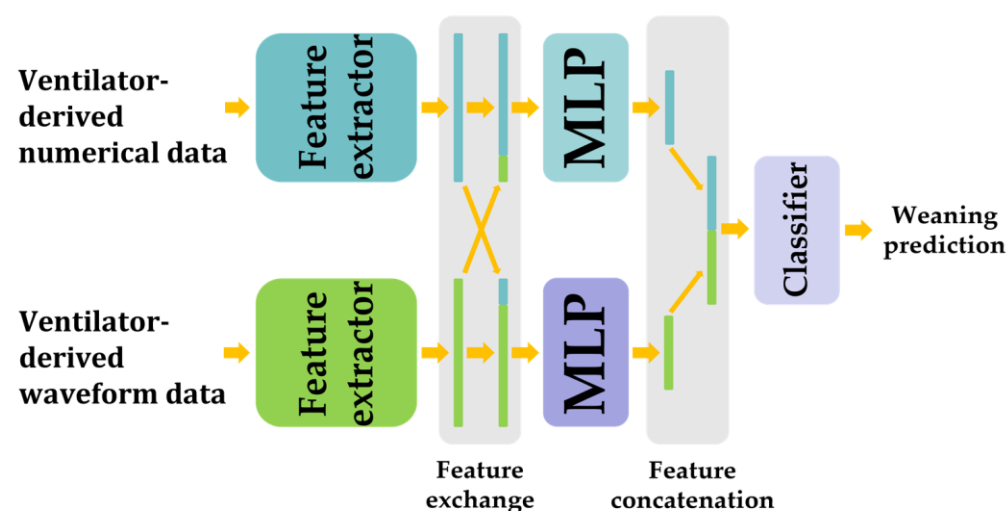 Ventilator-
derived
numerical data
Feature
extractor
MLP
Classifier
Weaning
prediction
Ventilator-
derived
waveform data
Feature
extractor
MLP
Feature
exchange
Feature
concatenation